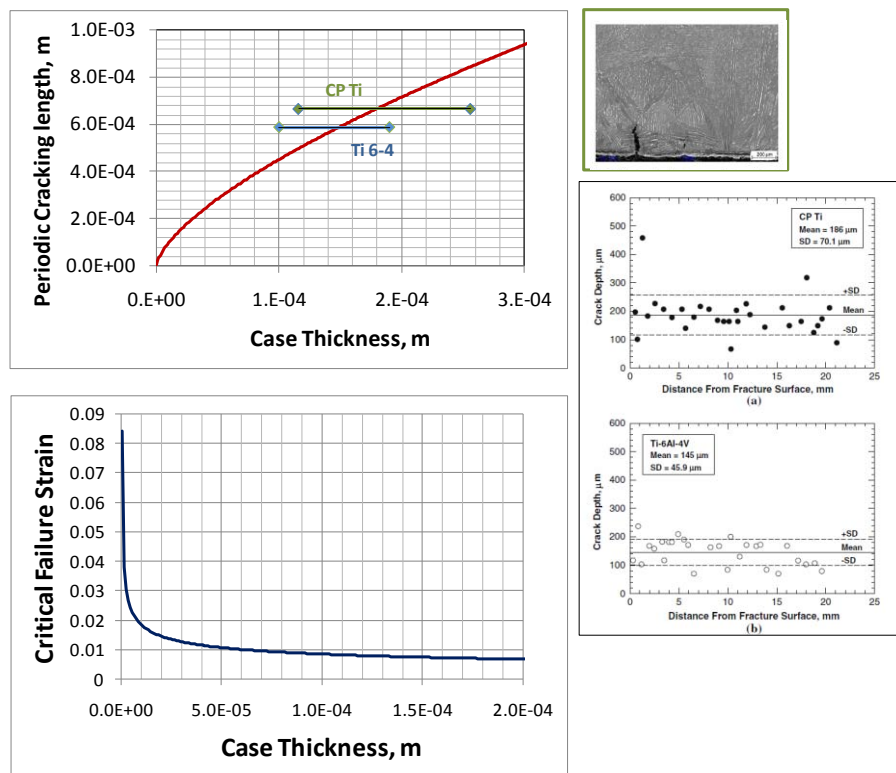 1.0E-03
8.0E-04
6.0E-04
4.0E-04
2.0E-04
0.0E+00
Periodic Cracking length, m
CP Ti
Ti 6-4
0.0E+00 1.0E-04 2.0E-04 3.0E-04
Case Thickness, m
200 µm
600
500
400
300
200
100
0
Crack Depth, µm
CP Ti
Mean = 186 µm
SD = 70.1 µm
+SD
Mean
-SD
0 5 10 15 20 25
Distance From Fracture Surface, mm
(a)
600
500
400
300
200
100
0
Crack Depth, µm
Ti-6Al-4V
Mean = 145 µm
SD = 45.9 µm
+SD
Mean
-SD
0 5 10 15 20 25
Distance From Fracture Surface, mm
(b)
0.09
0.08
0.07
0.06
0.05
0.04
0.03
0.02
0.01
0
Critical Failure Strain
0.0E+00 5.0E-05 1.0E-04 1.5E-04 2.0E-04
Case Thickness, m